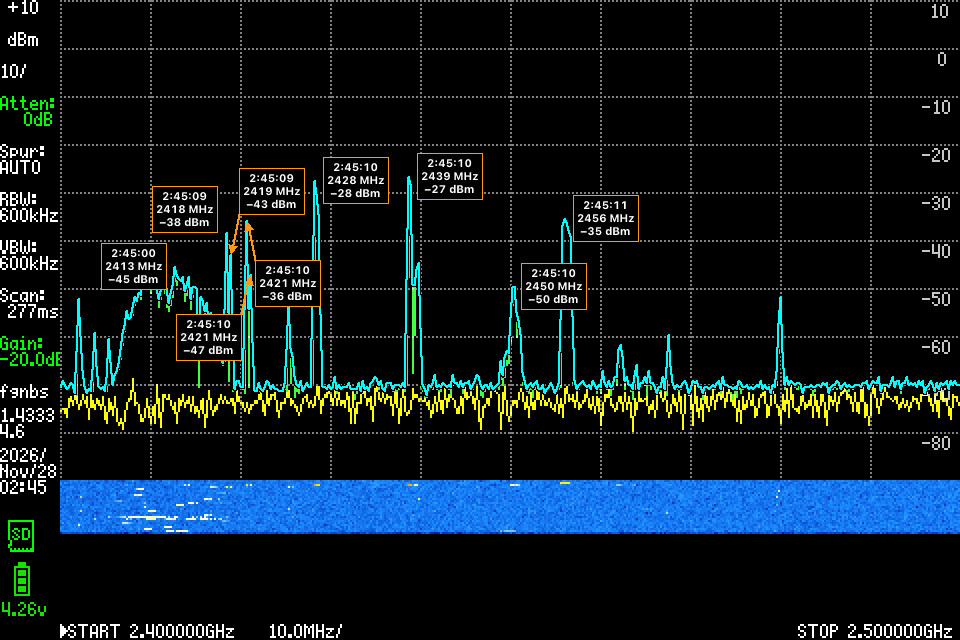 +10
dBm
10/
Atten:
0dB
Spur:
AUTO
RBW:
600kHz
VBW:
600kHz
Scan:
277ms
Gain:
-20.0dB
fanbs
1.4333
4.6
2026/
Nov/28
02:45
SD
4.26v
10
0
-10
-20
-30
-40
-50
-60
-80
2:45:00
2413 MHz
−45 dBm
2:45:09
2418 MHz
−38 dBm
2:45:09
2419 MHz
−43 dBm
2:45:10
2421 MHz
−36 dBm
2:45:10
2421 MHz
−47 dBm
2:45:10
2428 MHz
−28 dBm
2:45:10
2439 MHz
−27 dBm
2:45:10
2450 MHz
−50 dBm
2:45:11
2456 MHz
−35 dBm
START 2.400000GHz 10.0MHz/ STOP 2.500000GHz